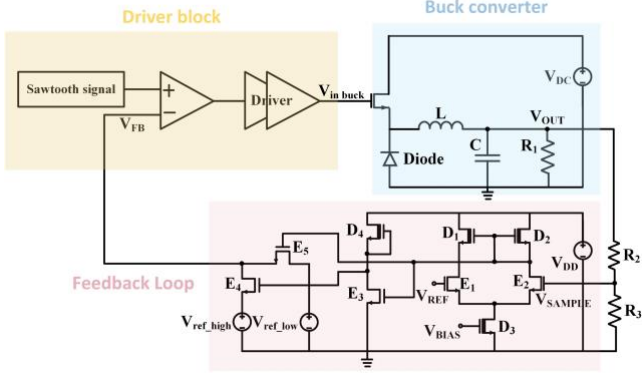 Driver block
Buck converter
Sawtooth signal
+
−
V_FB
Driver
V_in buck
V_DC
L
V_OUT
C
R_1
Diode
Feedback Loop
D_4
D_1
D_2
E_5
V_DD
R_2
E_4
E_3
E_1
E_2
V_REF
V_SAMPLE
R_3
V_ref_high
V_ref_low
V_BIAS
D_3